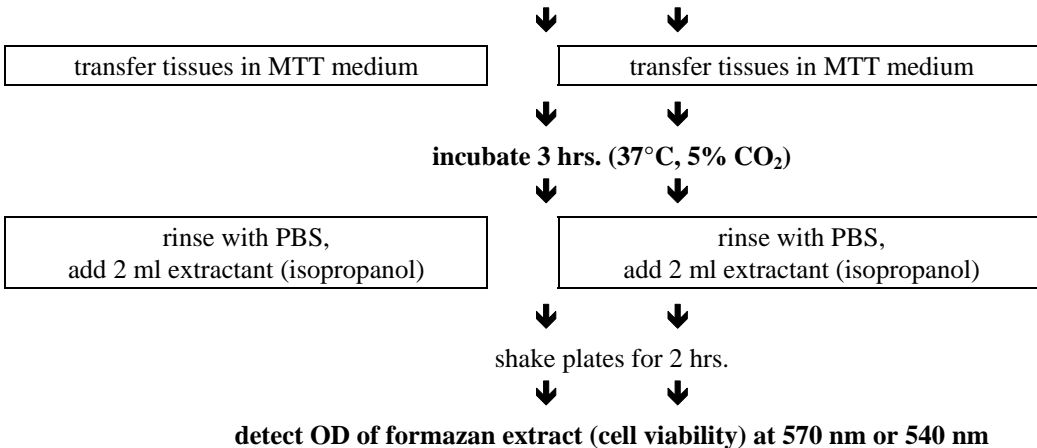 transfer tissues in MTT medium
transfer tissues in MTT medium
incubate 3 hrs. (37°C, 5% CO₂)
rinse with PBS,
add 2 ml extractant (isopropanol)
rinse with PBS,
add 2 ml extractant (isopropanol)
shake plates for 2 hrs.
detect OD of formazan extract (cell viability) at 570 nm or 540 nm